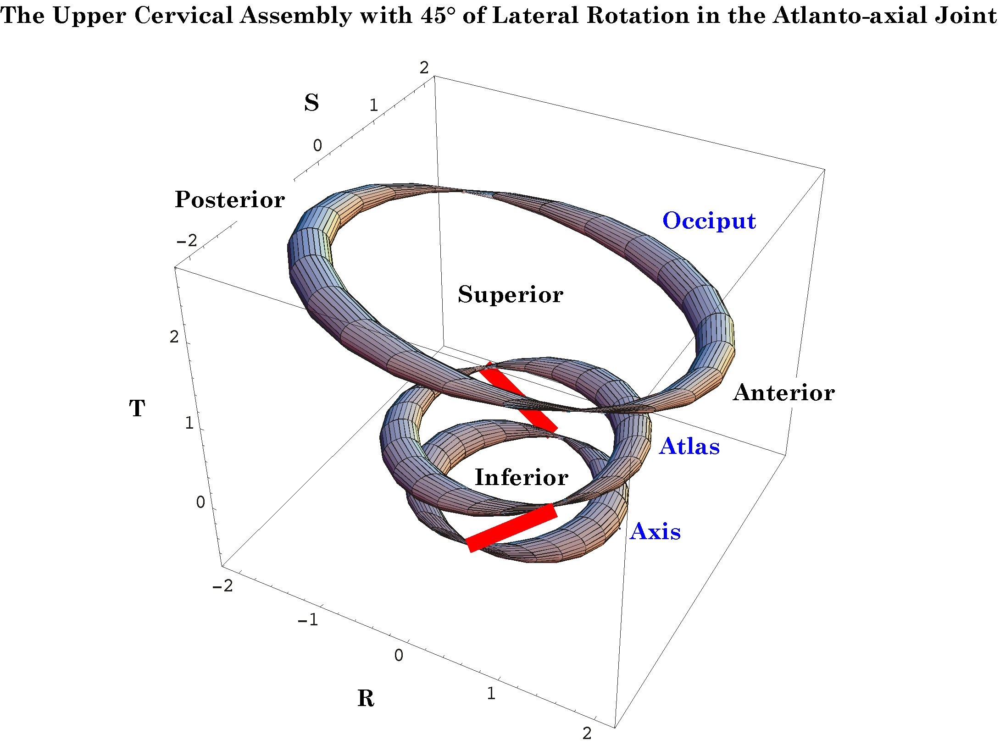 The Upper Cervical Assembly with 45° of Lateral Rotation in the Atlanto-axial Joint
2
S
1
0
Posterior
Occiput
-2
Superior
2
Anterior
T
1
Atlas
Inferior
0
Axis
-2
-1
0
1
R
2